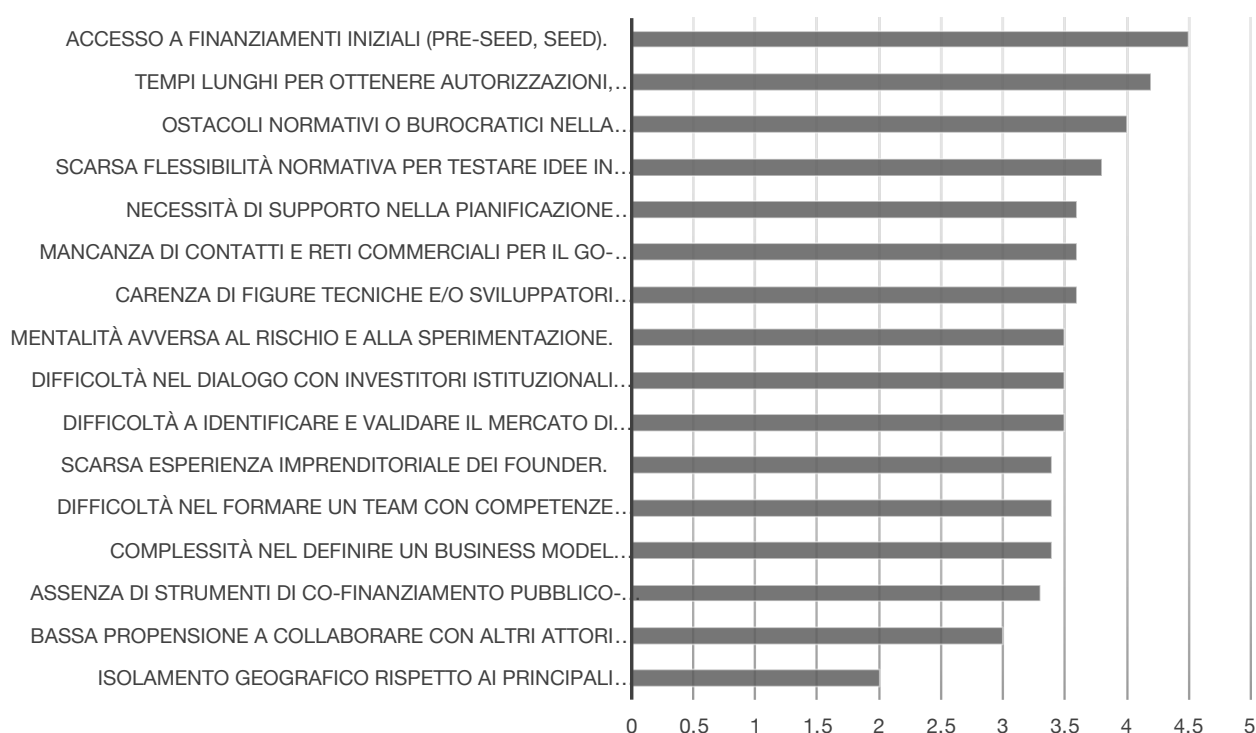 ACCESSO A FINANZIAMENTI INIZIALI (PRE-SEED, SEED).
TEMPI LUNGHI PER OTTENERE AUTORIZZAZIONI,…
OSTACOLI NORMATIVI O BUROCRATICI NELLA…
SCARSA FLESSIBILITÀ NORMATIVA PER TESTARE IDEE IN…
NECESSITÀ DI SUPPORTO NELLA PIANIFICAZIONE…
MANCANZA DI CONTATTI E RETI COMMERCIALI PER IL GO-…
CARENZA DI FIGURE TECNICHE E/O SVILUPPATORI…
MENTALITÀ AVVERSA AL RISCHIO E ALLA SPERIMENTAZIONE.
DIFFICOLTÀ NEL DIALOGO CON INVESTITORI ISTITUZIONALI…
DIFFICOLTÀ A IDENTIFICARE E VALIDARE IL MERCATO DI…
SCARSA ESPERIENZA IMPRENDITORIALE DEI FOUNDER.
DIFFICOLTÀ NEL FORMARE UN TEAM CON COMPETENZE…
COMPLESSITÀ NEL DEFINIRE UN BUSINESS MODEL…
ASSENZA DI STRUMENTI DI CO-FINANZIAMENTO PUBBLICO-…
BASSA PROPENSIONE A COLLABORARE CON ALTRI ATTORI…
ISOLAMENTO GEOGRAFICO RISPETTO AI PRINCIPALI…
0 0.5 1 1.5 2 2.5 3 3.5 4 4.5 5